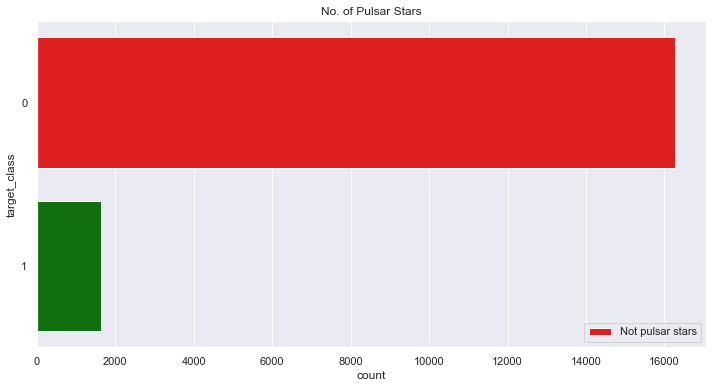 No. of Pulsar Stars
target_class
0
1
0 2000 4000 6000 8000 10000 12000 14000 16000
count
Not pulsar stars